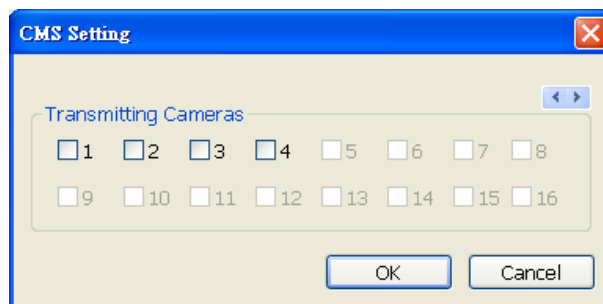 CMS Setting
Transmitting Cameras
1 2 3 4 5 6 7 8
9 10 11 12 13 14 15 16
OK Cancel